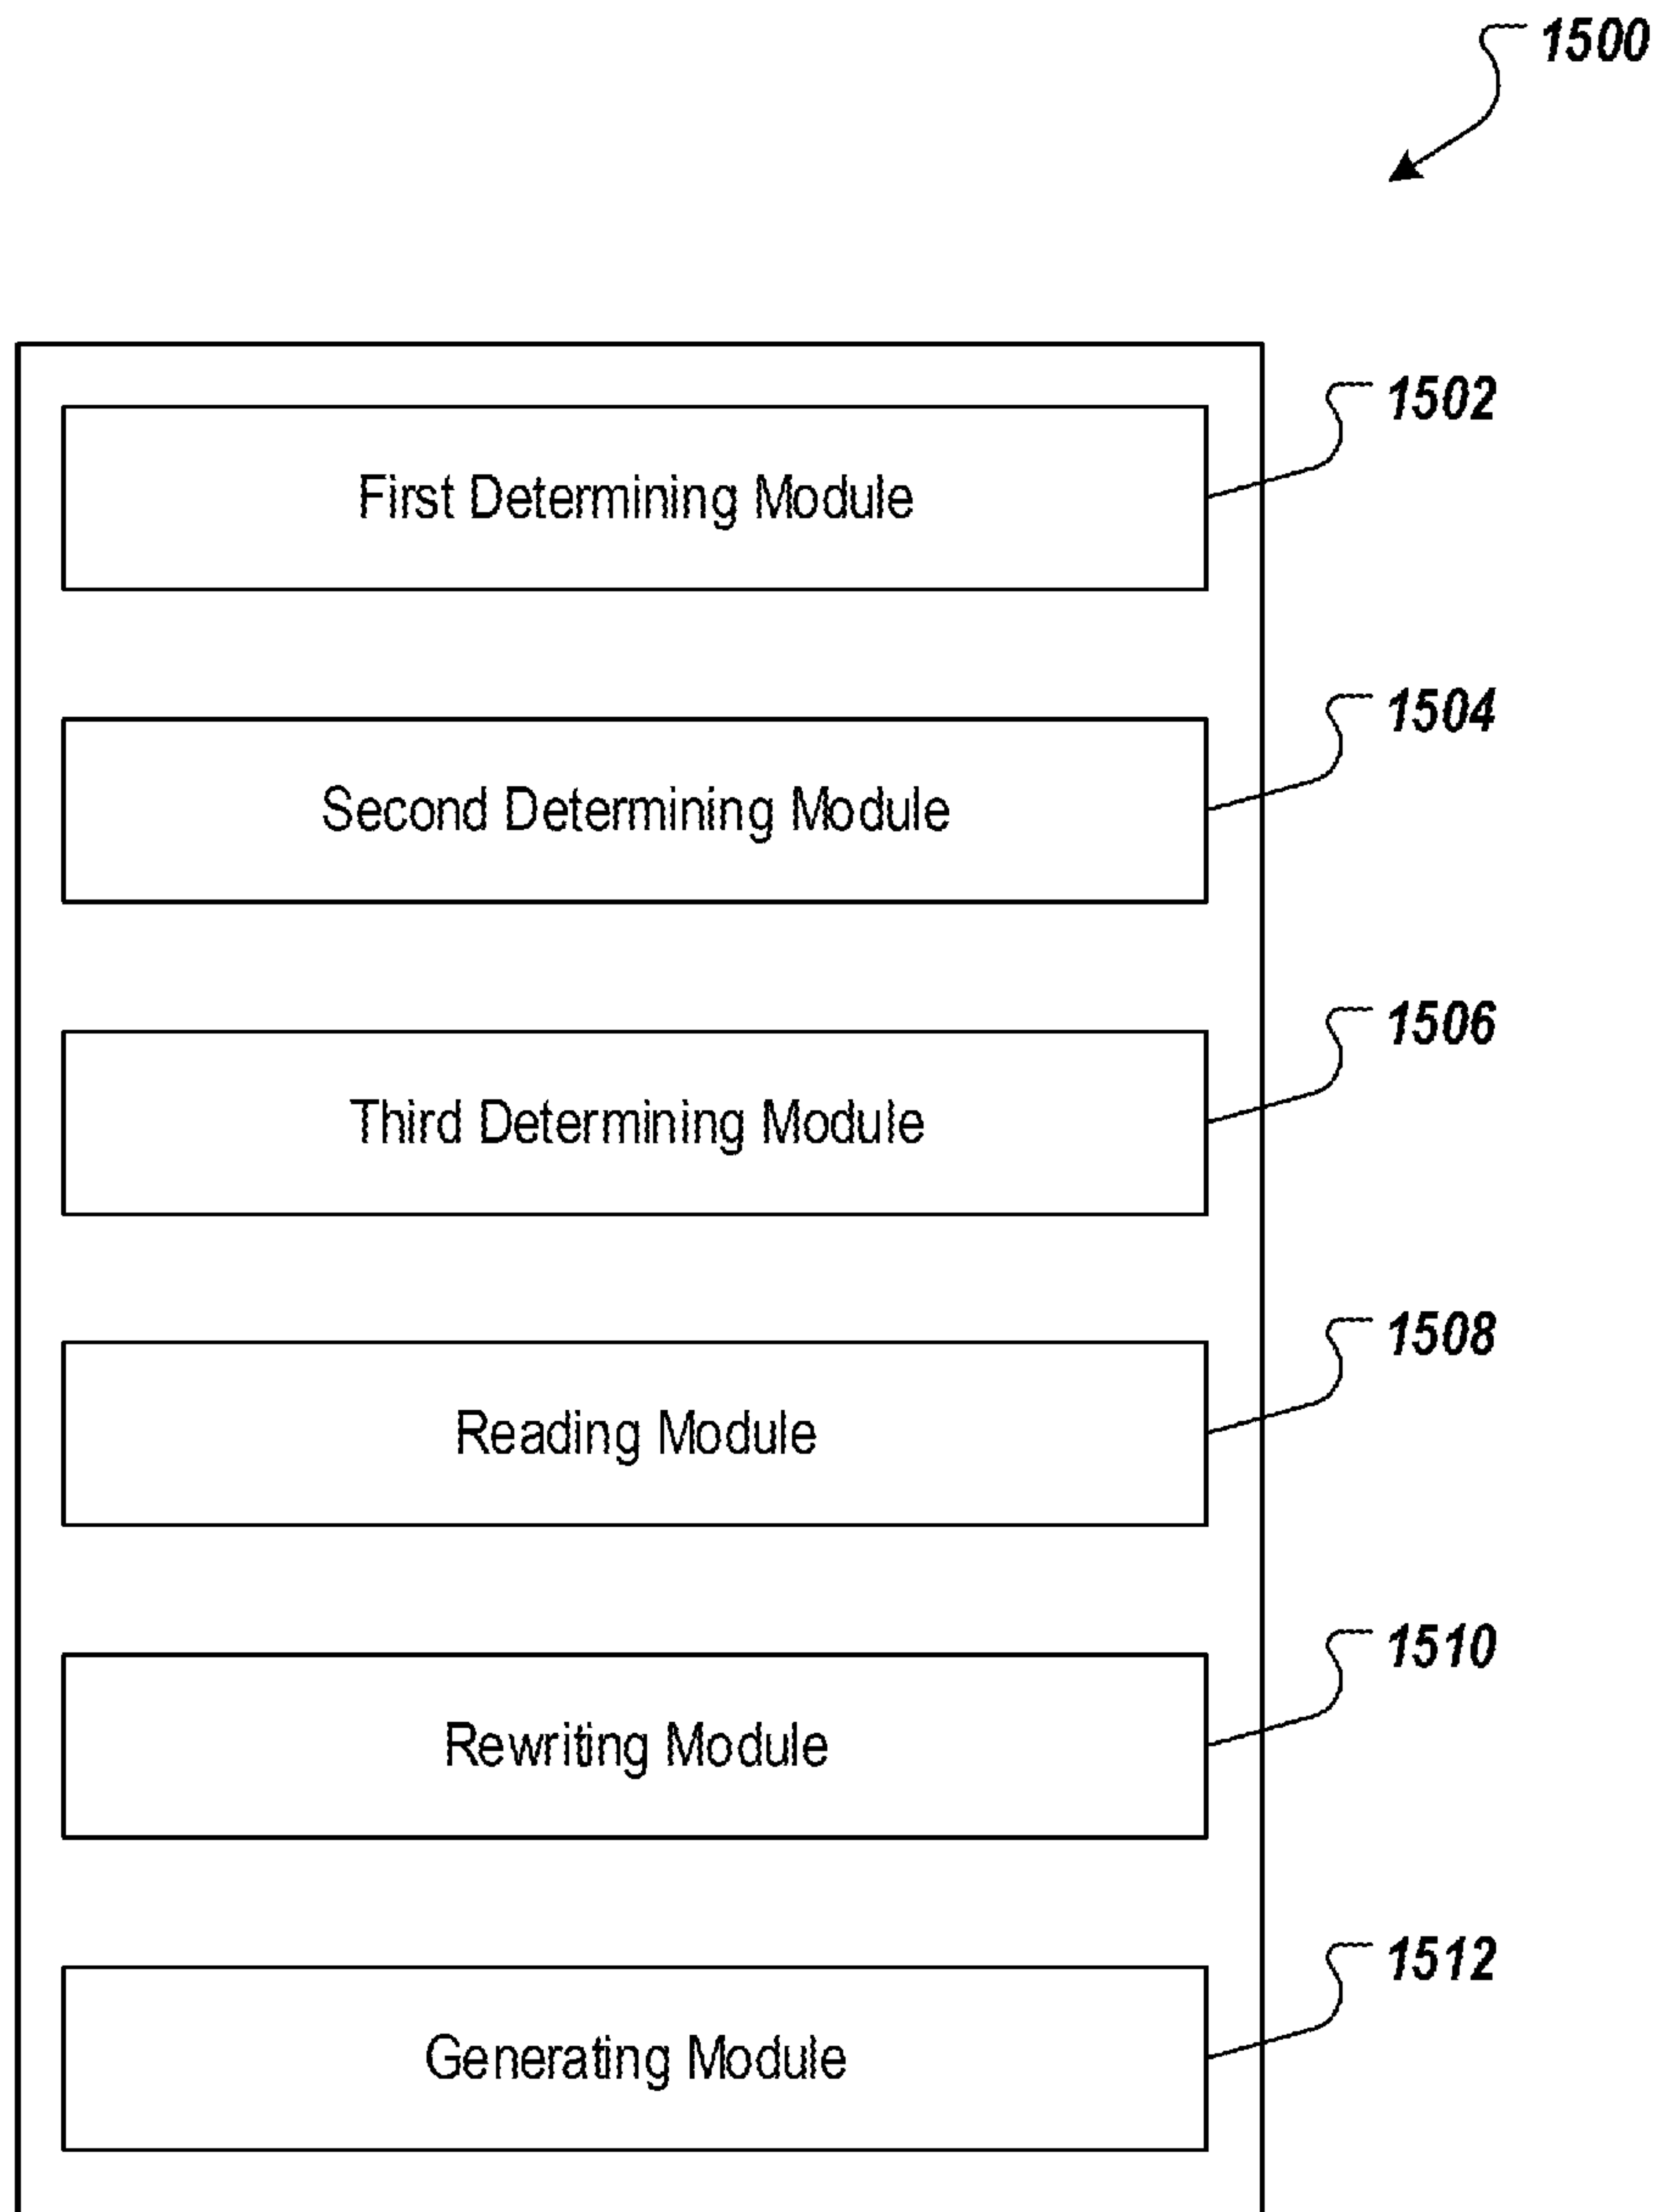 1500
1502
First Determining Module
1504
Second Determining Module
1506
Third Determining Module
1508
Reading Module
1510
Rewriting Module
1512
Generating Module